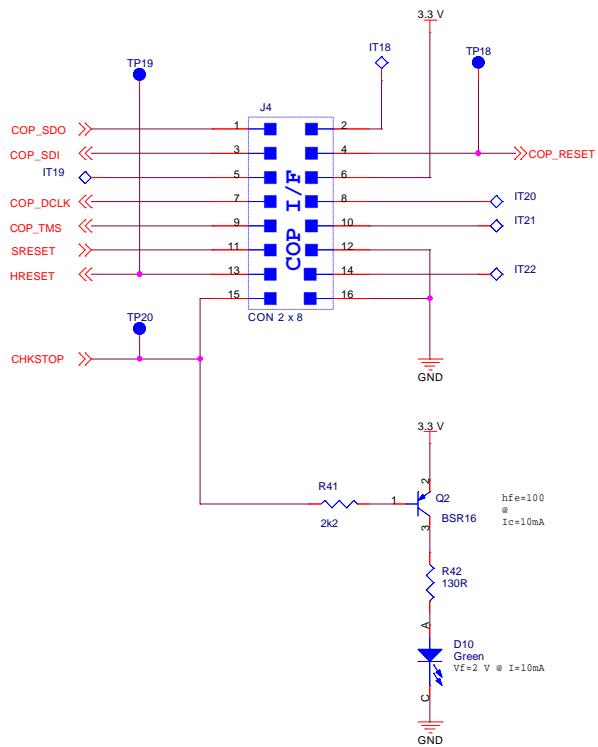 3.3 V
IT18
TP19
TP18
J4
COP_SDO
1
2
COP_SDI
3
4
COP_RESET
IT19
5
6
COP_DCLK
7
8
IT20
COP_TMS
9
10
IT21
SRESET
11
12
HRESET
13
14
IT22
15
16
COP I/F
TP20
CON 2 x 8
CHKSTOP
GND
3.3 V
R41
2k2
1
2
3
Q2
BSR16
hfe=100
@
Ic=10mA
R42
130R
A
D10
Green
Vf=2 V @ I=10mA
C
GND